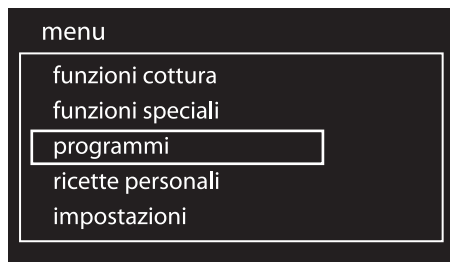 menu
funzioni cottura
funzioni speciali
programmi
ricette personali
impostazioni